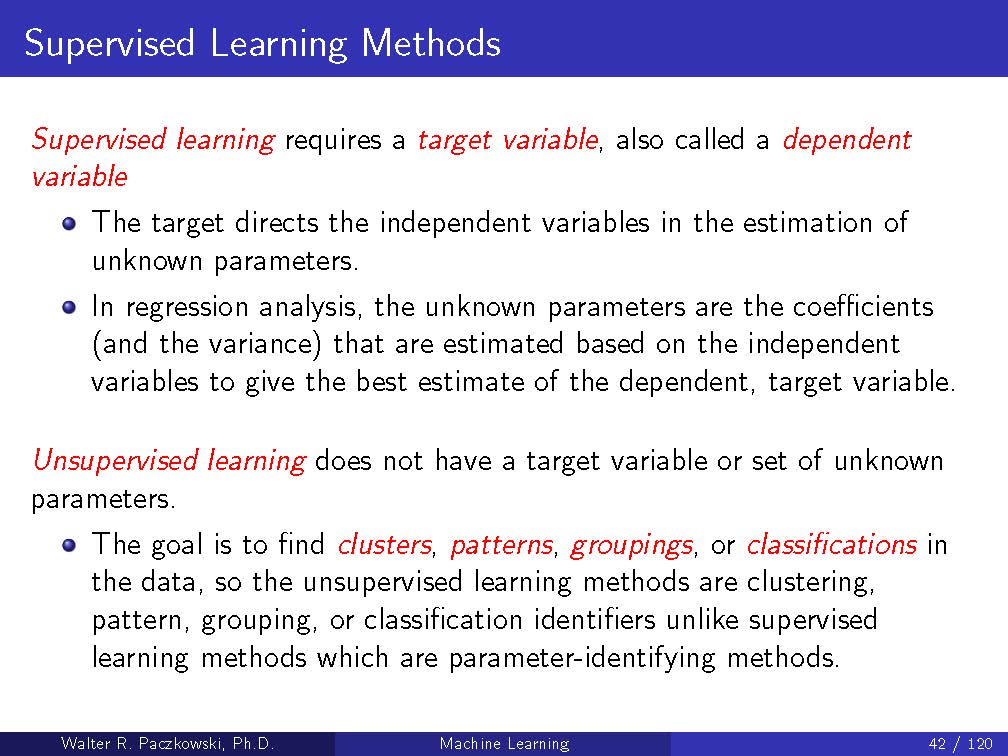 Supervised Learning Methods
Supervised learning requires a target variable, also called a dependent
variable
The target directs the independent variables in the estimation of
unknown parameters.
In regression analysis, the unknown parameters are the coefficients
(and the variance) that are estimated based on the independent
variables to give the best estimate of the dependent, target variable.
Unsupervised learning does not have a target variable or set of unknown
parameters.
The goal is to find clusters, patterns, groupings, or classifications in
the data, so the unsupervised learning methods are clustering,
pattern, grouping, or classification identifiers unlike supervised
learning methods which are parameter-identifying methods.
Walter R. Paczkowski, Ph.D. Machine Learning 42 / 120